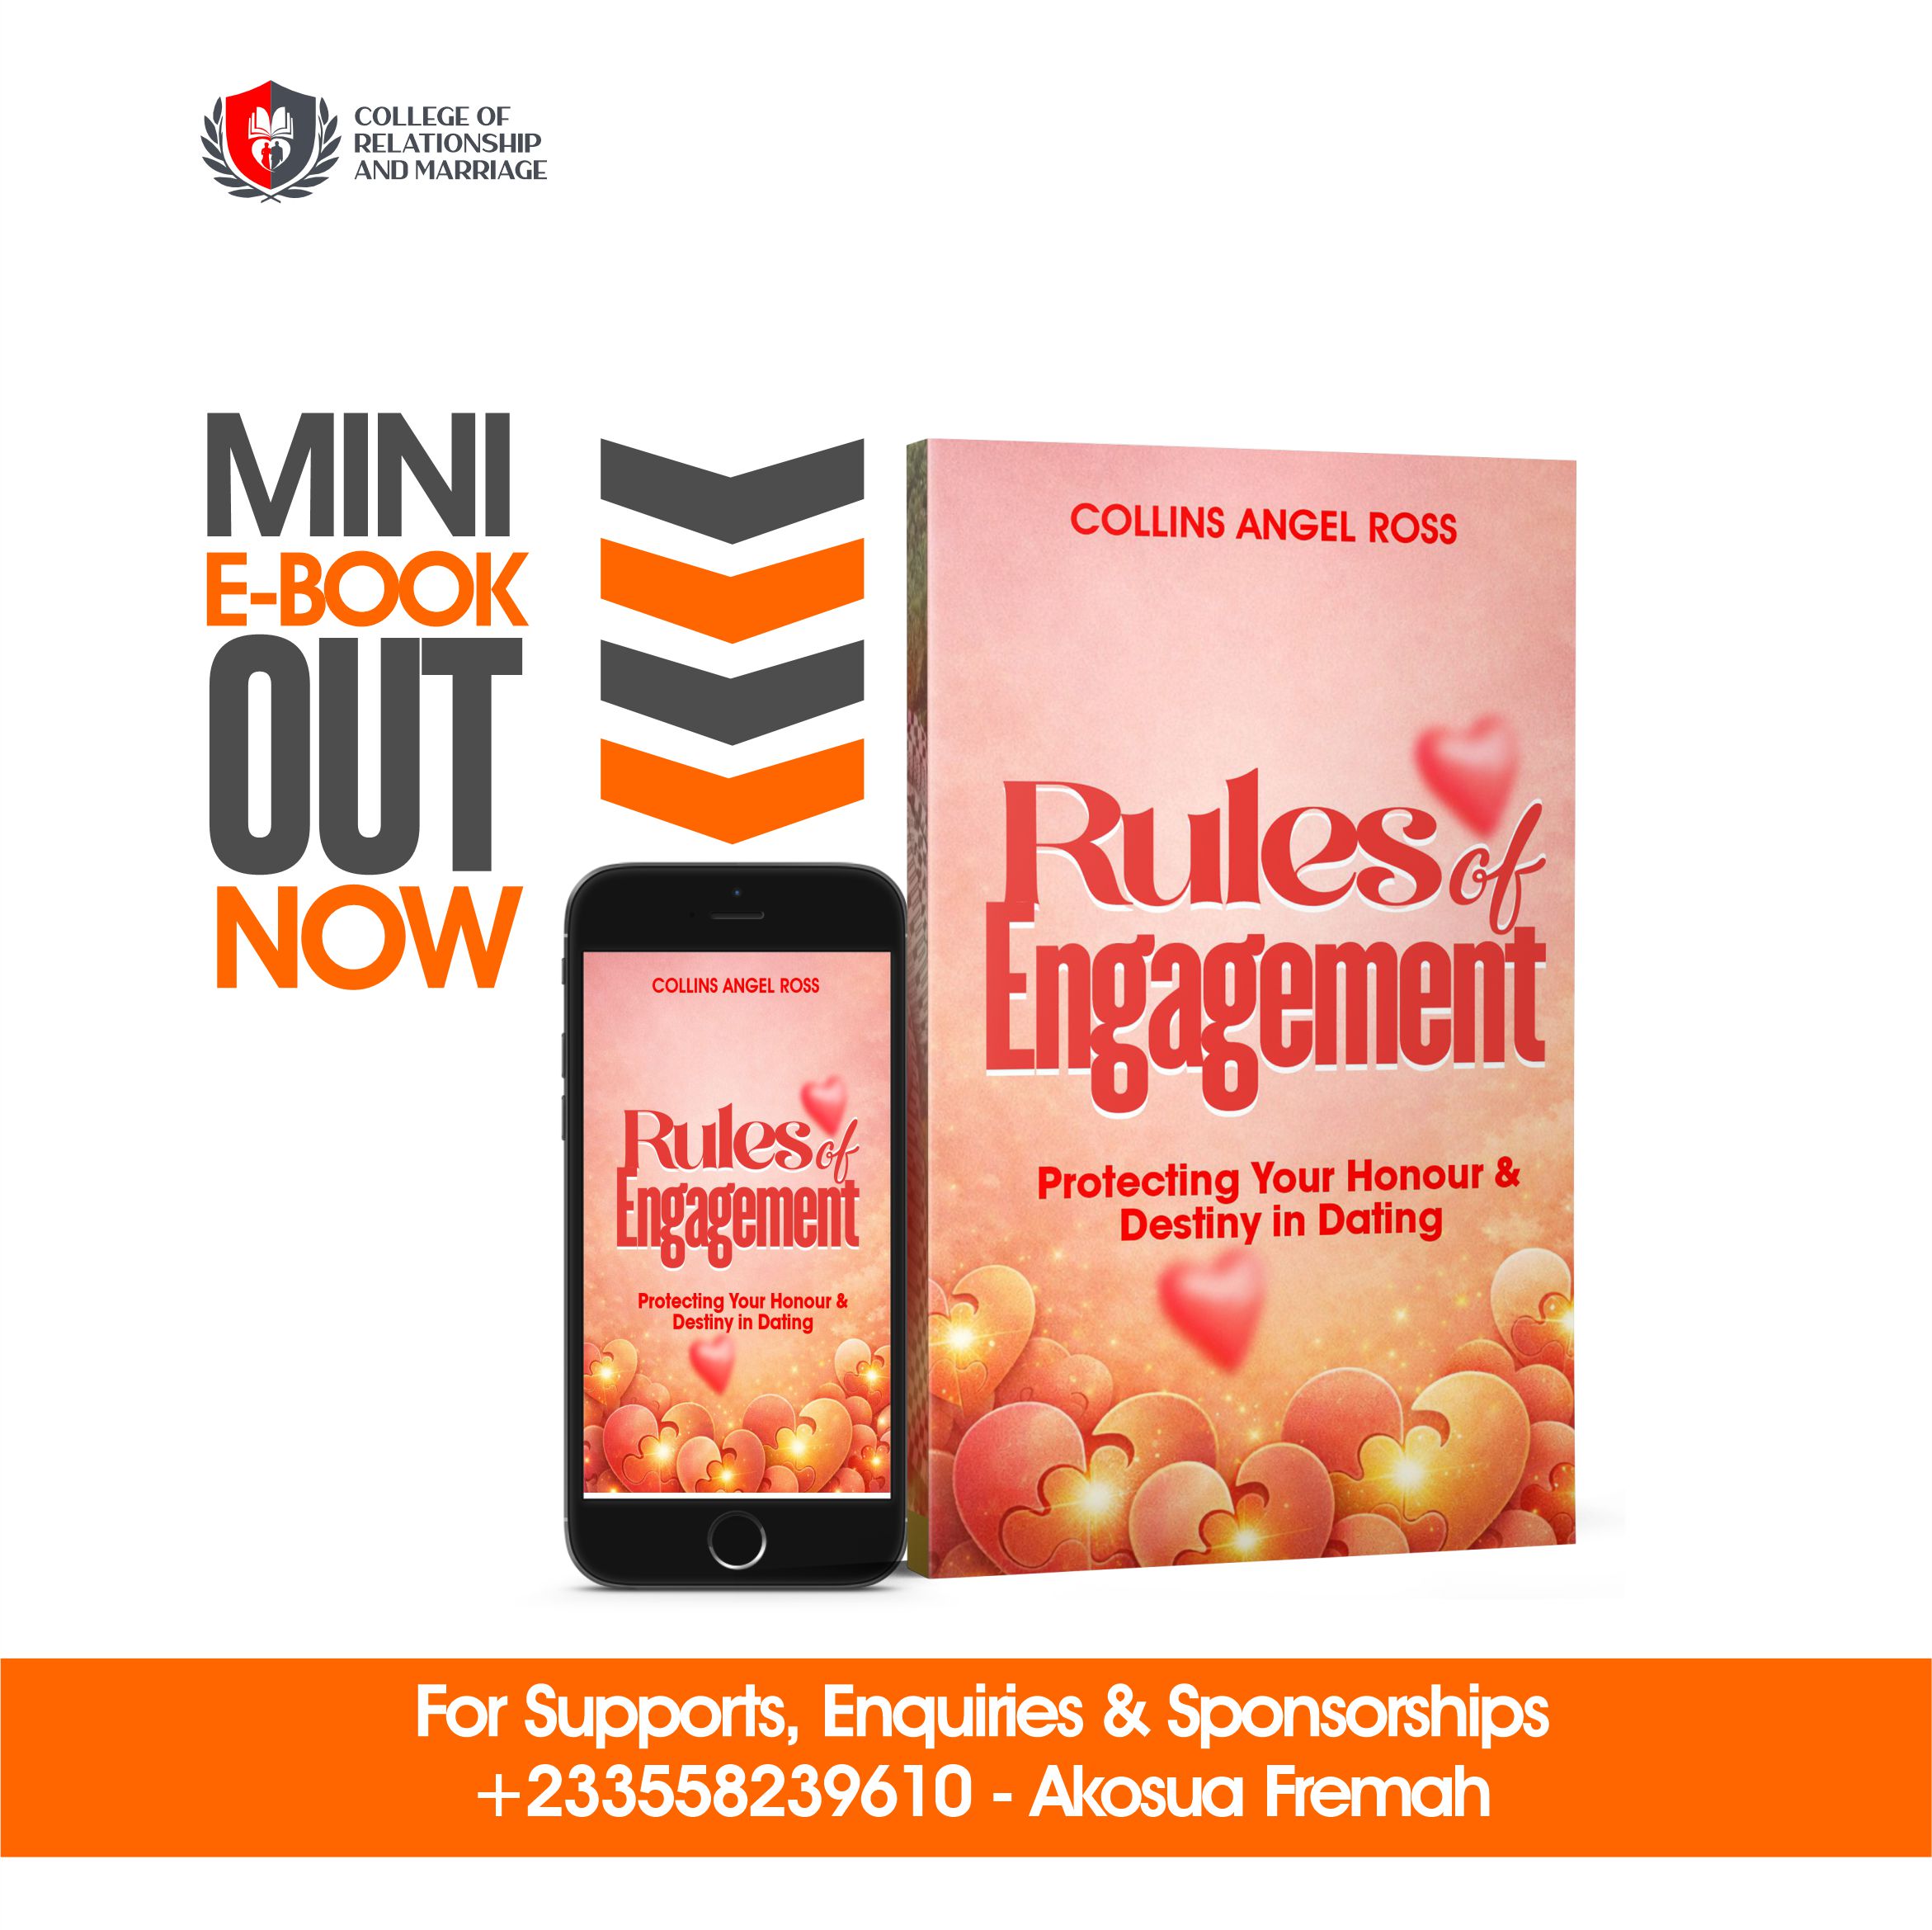 COLLEGE OF
RELATIONSHIP
AND MARRIAGE
MINI
E-BOOK
OUT
NOW
COLLINS ANGEL ROSS
Rules of
Engagement
Protecting Your Honour &
Destiny in Dating
COLLINS ANGEL ROSS
Rules of
Engagement
Protecting Your Honour &
Destiny in Dating
For Supports, Enquiries & Sponsorships
+233558239610 - Akosua Fremah